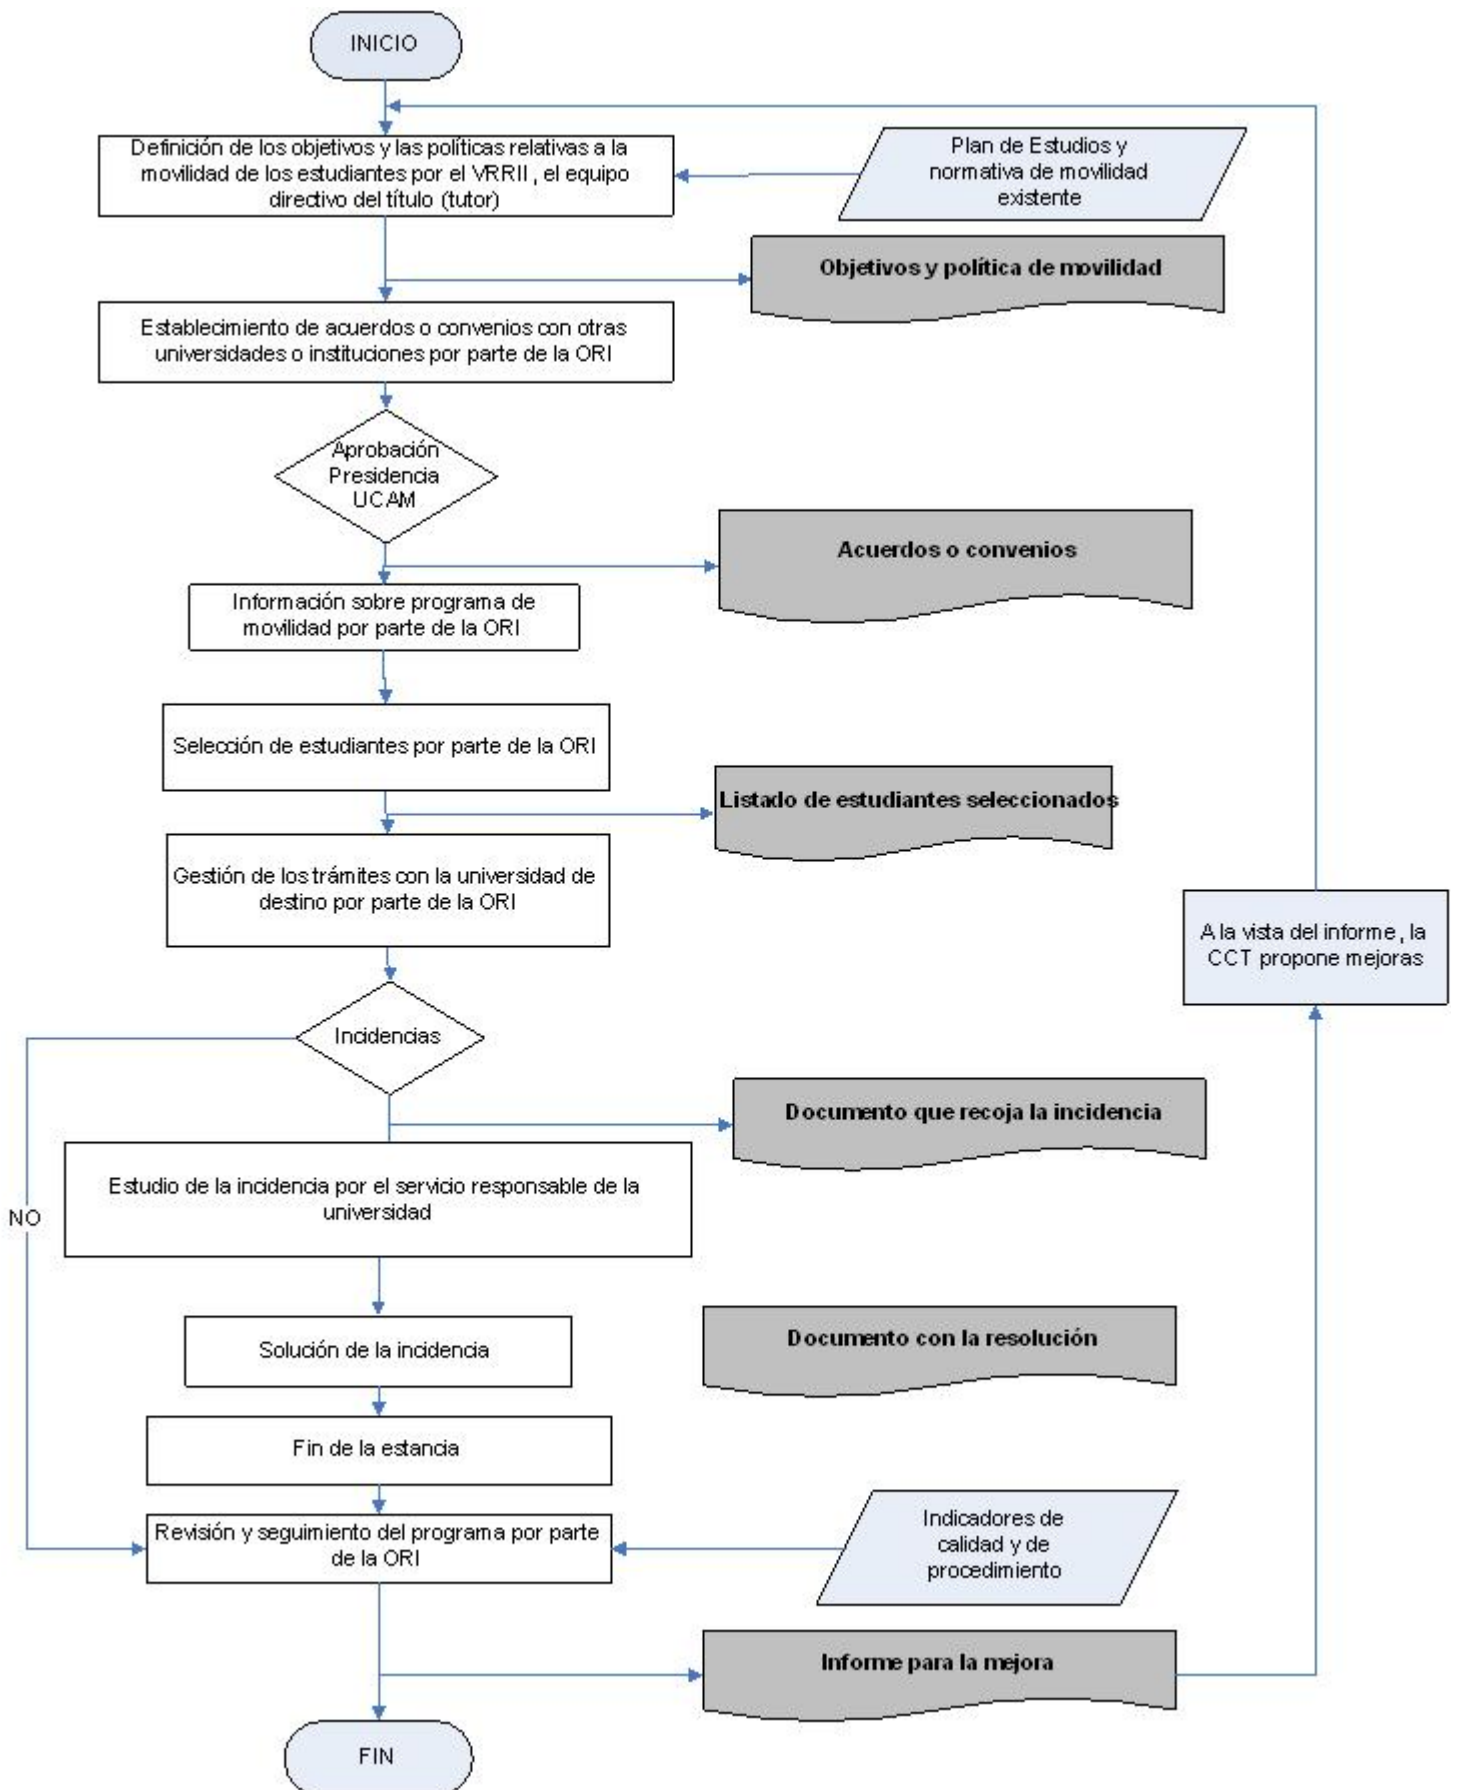 INICIO
Definición de los objetivos y las políticas relativas a la
movilidad de los estudiantes por el VRRII , el equipo
directivo del título (tutor)
Plan de Estudios y
normativa de movilidad
existente
Objetivos y política de movilidad
Establecimiento de acuerdos o convenios con otras
universidades o instituciones por parte de la ORI
Aprobación
Presidencia
UCAM
Acuerdos o convenios
Información sobre programa de
movilidad por parte de la ORI
Selección de estudiantes por parte de la ORI
Listado de estudiantes seleccionados
Gestión de los trámites con la universidad de
destino por parte de la ORI
A la vista del informe, la
CCT propone mejoras
Incidencias
Documento que recoja la incidencia
Estudio de la incidencia por el servicio responsable de la
universidad
NO
Solución de la incidencia
Documento con la resolución
Fin de la estancia
Revisión y seguimiento del programa por parte
de la ORI
Indicadores de
calidad y de
procedimiento
Informe para la mejora
FIN